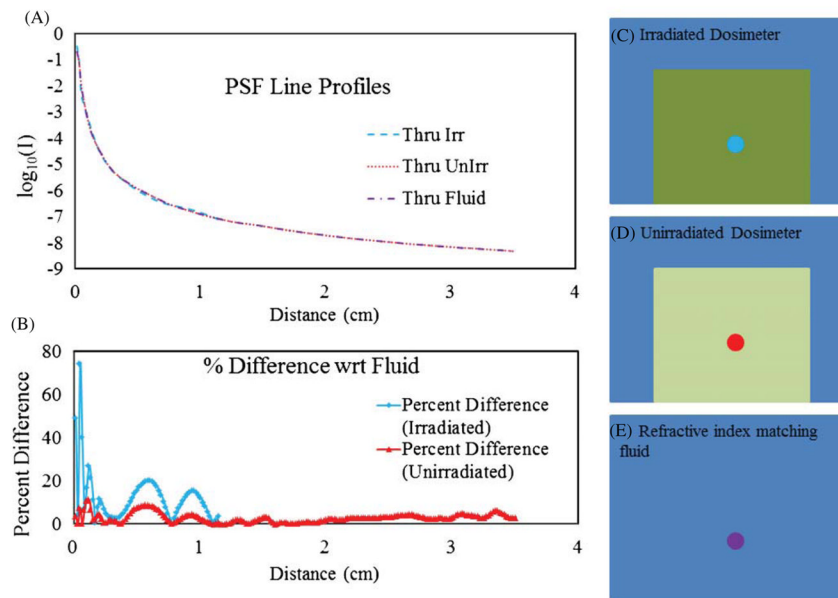 (A)
0
-1
-2
-3
-4
-5
-6
-7
-8
-9
log10(I)
PSF Line Profiles
Thru Irr
Thru UnIrr
Thru Fluid
0 1 2 3 4
Distance (cm)
(B)
80
60
40
20
0
Percent Difference
% Difference wrt Fluid
Percent Difference
(Irradiated)
Percent Difference
(Unirradiated)
0 1 2 3 4
Distance (cm)
(C) Irradiated Dosimeter
(D) Unirradiated Dosimeter
(E) Refractive index matching
fluid